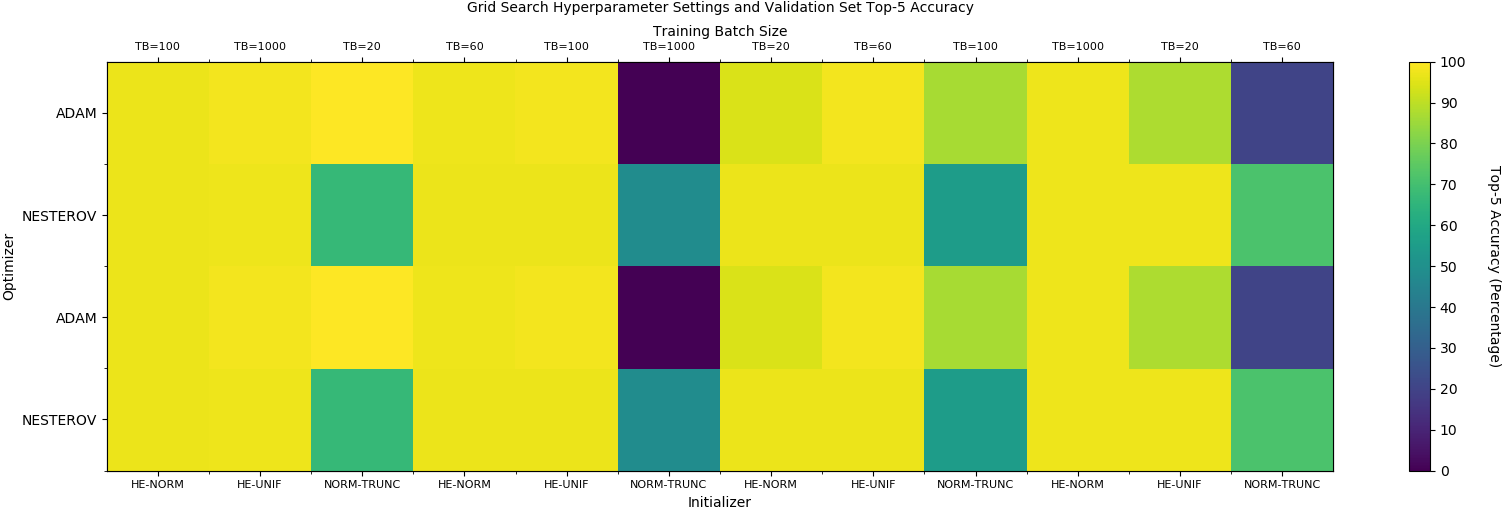 Grid Search Hyperparameter Settings and Validation Set Top-5 Accuracy
Training Batch Size
TB=100 TB=1000 TB=20 TB=60 TB=100 TB=1000 TB=20 TB=60 TB=100 TB=1000 TB=20 TB=60
Optimizer
ADAM
NESTEROV
ADAM
NESTEROV
HE-NORM HE-UNIF NORM-TRUNC HE-NORM HE-UNIF NORM-TRUNC HE-NORM HE-UNIF NORM-TRUNC HE-NORM HE-UNIF NORM-TRUNC
Initializer
100
90
80
70
60
50
40
30
20
10
0
Top-5 Accuracy (Percentage)